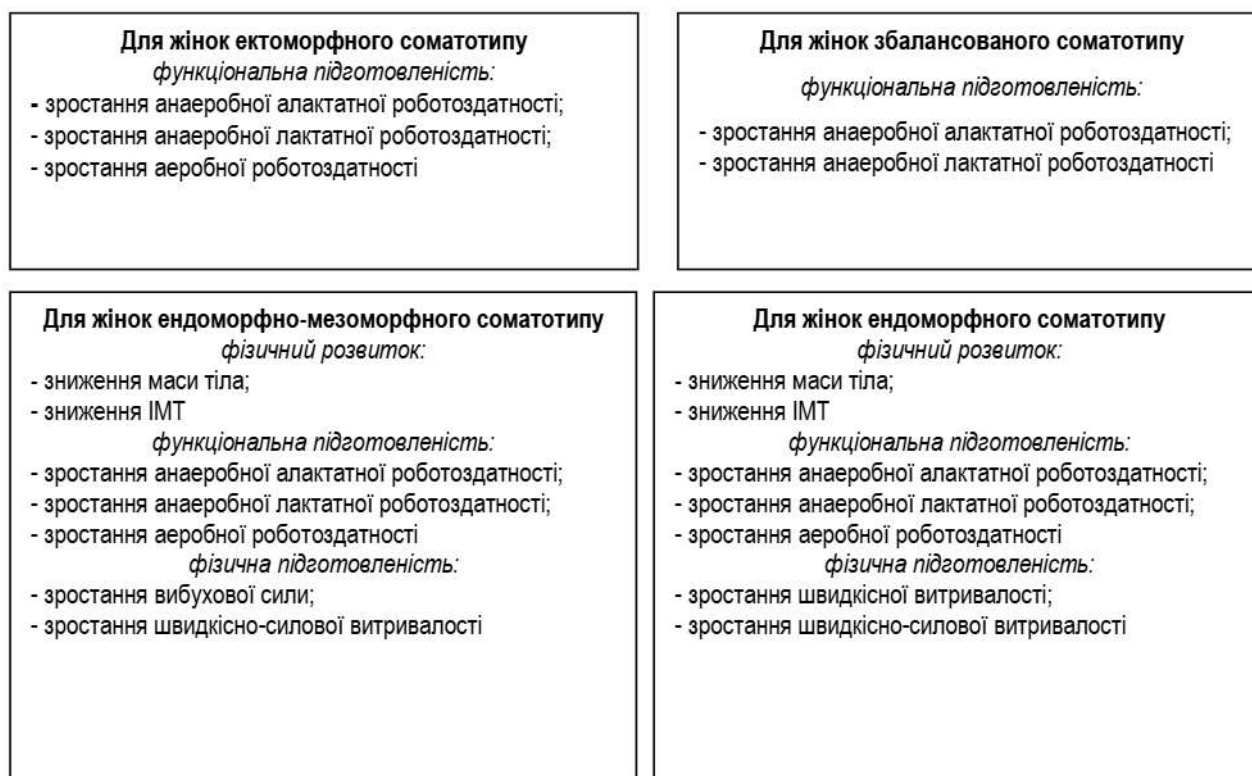 Для жінок ектоморфного соматотипу
функціональна підготовленість:
- зростання анаеробної алактатної роботоздатності;
- зростання анаеробної лактатної роботоздатності;
- зростання аеробної роботоздатності
Для жінок збалансованого соматотипу
функціональна підготовленість:
- зростання анаеробної алактатної роботоздатності;
- зростання анаеробної лактатної роботоздатності
Для жінок ендоморфно-мезоморфного соматотипу
фізичний розвиток:
- зниження маси тіла;
- зниження ІМТ
функціональна підготовленість:
- зростання анаеробної алактатної роботоздатності;
- зростання анаеробної лактатної роботоздатності;
- зростання аеробної роботоздатності
фізична підготовленість:
- зростання вибухової сили;
- зростання швидкісно-силової витривалості
Для жінок ендоморфного соматотипу
фізичний розвиток:
- зниження маси тіла;
- зниження ІМТ
функціональна підготовленість:
- зростання анаеробної алактатної роботоздатності;
- зростання анаеробної лактатної роботоздатності;
- зростання аеробної роботоздатності
фізична підготовленість:
- зростання швидкісної витривалості;
- зростання швидкісно-силової витривалості